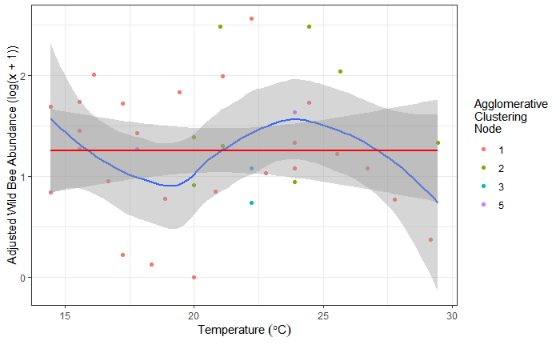 Adjusted Wild Bee Abundance (log(x + 1))
2
1
0
15
20
25
30
Temperature (°C)
Agglomerative
Clustering
Node
1
2
3
5